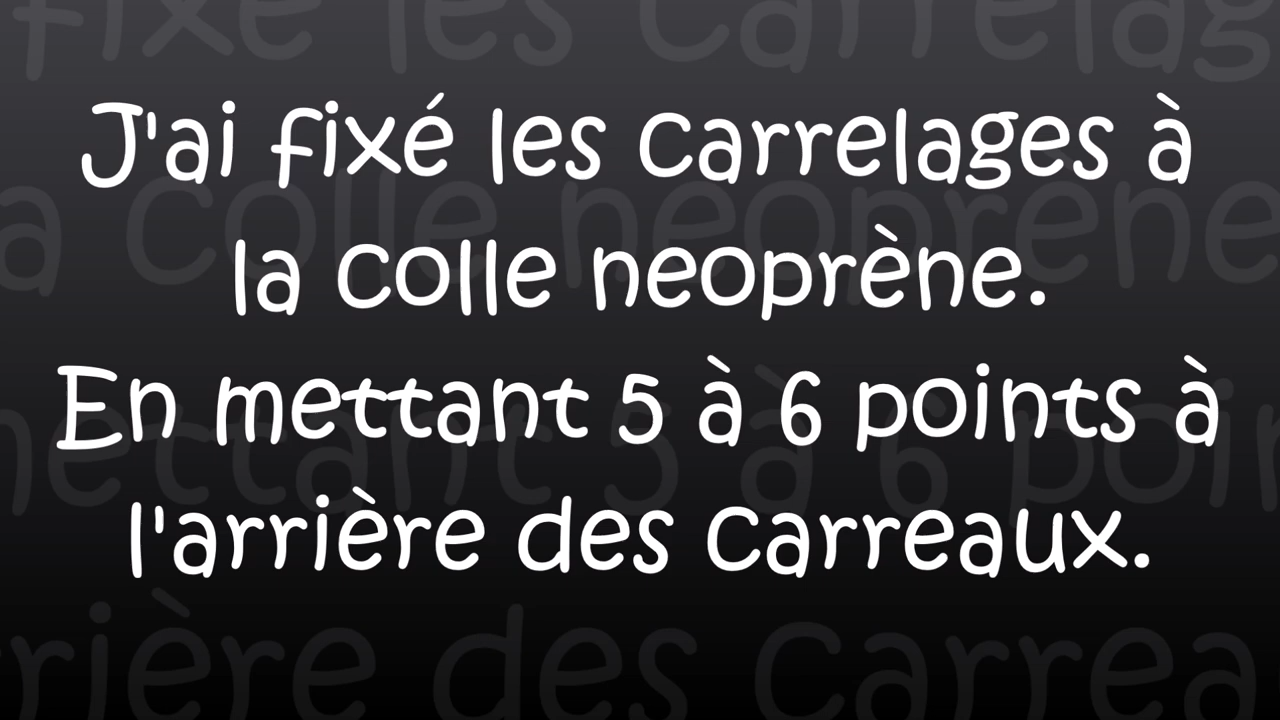 J'ai fixé les carrelages à
la colle neoprène.
En mettant 5 à 6 points à
l'arrière des carreaux.